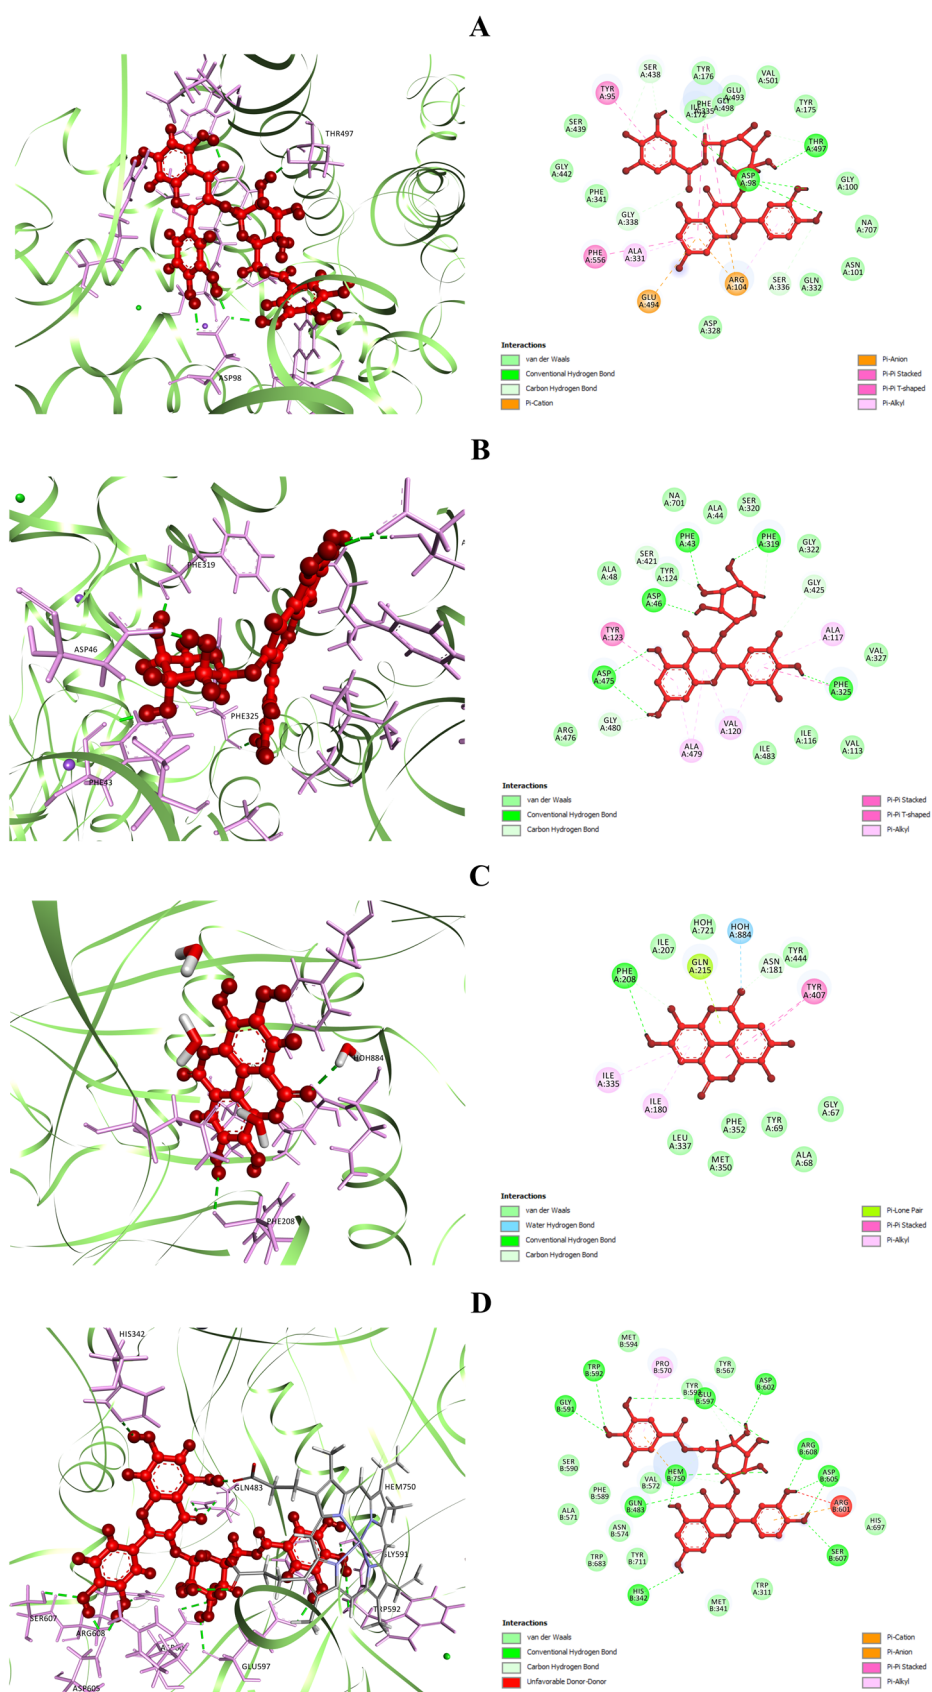 A
THR497
ASP98
SER
A:438
TYR
A:176
GLU
A:493
VAL
A:501
TYR
A:95
PHE
A:335
GLY
A:498
ILE
A:172
TYR
A:175
SER
A:439
THR
A:497
GLY
A:442
ASP
A:98
GLY
A:100
PHE
A:341
GLY
A:338
NA
A:707
PHE
A:556
ALA
A:331
ASN
A:101
ARG
A:104
SER
A:336
GLN
A:332
GLU
A:494
ASP
A:328
Interactions
van der Waals
Conventional Hydrogen Bond
Carbon Hydrogen Bond
Pi-Cation
Pi-Anion
Pi-Pi Stacked
Pi-Pi T-shaped
Pi-Alkyl
B
PHE319
ASP46
PHE325
PHE43
NA
A:701
ALA
A:44
SER
A:320
PHE
A:43
PHE
A:319
SER
A:421
GLY
A:322
ALA
A:48
TYR
A:124
GLY
A:425
ASP
A:46
TYR
A:123
ALA
A:117
VAL
A:327
ASP
A:475
PHE
A:325
ARG
A:476
GLY
A:480
VAL
A:120
ALA
A:479
ILE
A:483
ILE
A:116
VAL
A:113
Interactions
van der Waals
Conventional Hydrogen Bond
Carbon Hydrogen Bond
Pi-Pi Stacked
Pi-Pi T-shaped
Pi-Alkyl
C
HOH884
PHE208
HOH
A:721
HOH
A:884
ILE
A:207
TYR
A:444
GLN
A:215
ASN
A:181
PHE
A:208
TYR
A:407
ILE
A:335
ILE
A:180
GLY
A:67
PHE
A:352
TYR
A:69
LEU
A:337
MET
A:350
ALA
A:68
Interactions
van der Waals
Water Hydrogen Bond
Conventional Hydrogen Bond
Carbon Hydrogen Bond
Pi-Lone Pair
Pi-Pi Stacked
Pi-Alkyl
D
HIS342
GLN483
HEM750
GLY591
TRP592
SER607
ARG608
GLU597
ASP605
MET
B:594
TRP
B:592
PRO
B:570
TYR
B:567
ASP
B:602
GLU
B:597
GLY
B:591
ARG
B:608
SER
B:590
HEM
B:750
ASP
B:605
PHE
B:589
VAL
B:572
GLN
B:483
ARG
B:601
ALA
B:571
ASN
B:574
HIS
A:697
TRP
B:683
TYR
B:711
SER
B:607
HIS
B:342
MET
B:341
TRP
A:311
Interactions
van der Waals
Conventional Hydrogen Bond
Carbon Hydrogen Bond
Unfavorable Donor-Donor
Pi-Cation
Pi-Anion
Pi-Pi Stacked
Pi-Alkyl